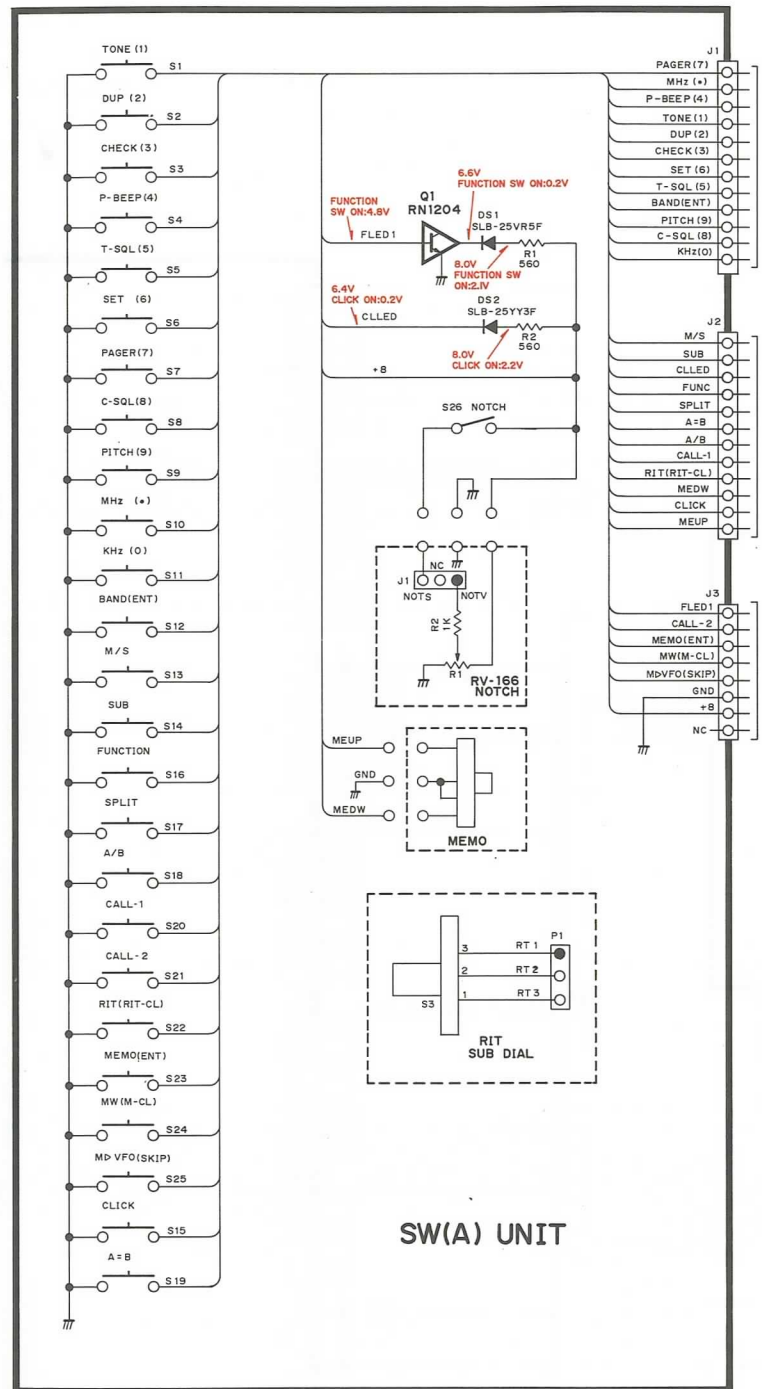 TONE (1)
S1
DUP (2)
S2
CHECK (3)
S3
P-BEEP(4)
S4
T-SQL(5)
S5
SET (6)
S6
PAGER(7)
S7
C-SQL(8)
S8
PITCH(9)
S9
MHz (•)
S10
KHz (0)
S11
BAND(ENT)
S12
M/S
S13
SUB
S14
FUNCTION
S16
SPLIT
S17
A/B
S18
CALL-1
S20
CALL-2
S21
RIT(RIT-CL)
S22
MEMO(ENT)
S23
MW(M-CL)
S24
M▷VFO(SKIP)
S25
CLICK
S15
A=B
S19
FUNCTION
SW ON:4.8V
FLED1
Q1
RN1204
6.6V
FUNCTION SW ON:0.2V
DS1
SLB-25VR5F
R1
560
8.0V
FUNCTION SW
ON:2.1V
6.4V
CLICK ON:0.2V
CLLED
DS2
SLB-25YY3F
R2
560
8.0V
CLICK ON:2.2V
+8
S26 NOTCH
NC
J1
NOTS
NOTV
R2
1K
R1
RV-166
NOTCH
MEUP
GND
MEDW
MEMO
3
RT1
P1
2
RT2
1
RT3
S3
RIT
SUB DIAL
SW(A) UNIT
J1
PAGER(7)
MHz (•)
P-BEEP(4)
TONE(1)
DUP(2)
CHECK(3)
SET (6)
T-SQL(5)
BAND(ENT)
PITCH(9)
C-SQL(8)
KHz(0)
J2
M/S
SUB
CLLED
FUNC
SPLIT
A=B
A/B
CALL-1
RIT(RIT-CL)
MEDW
CLICK
MEUP
J3
FLED1
CALL-2
MEMO(ENT)
MW(M-CL)
M▷VFO(SKIP)
GND
+8
NC